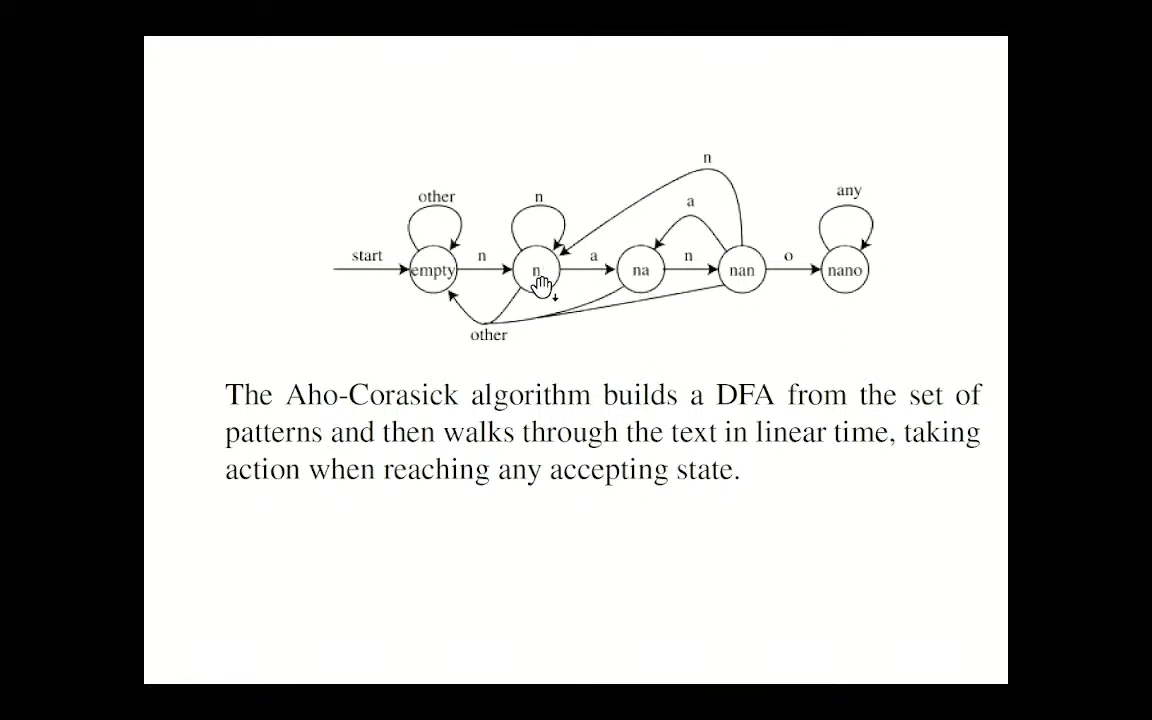 n
a
other
n
any
start
n
a
n
o
empty
n
na
nan
nano
other
The Aho-Corasick algorithm builds a DFA from the set of
patterns and then walks through the text in linear time, taking
action when reaching any accepting state.